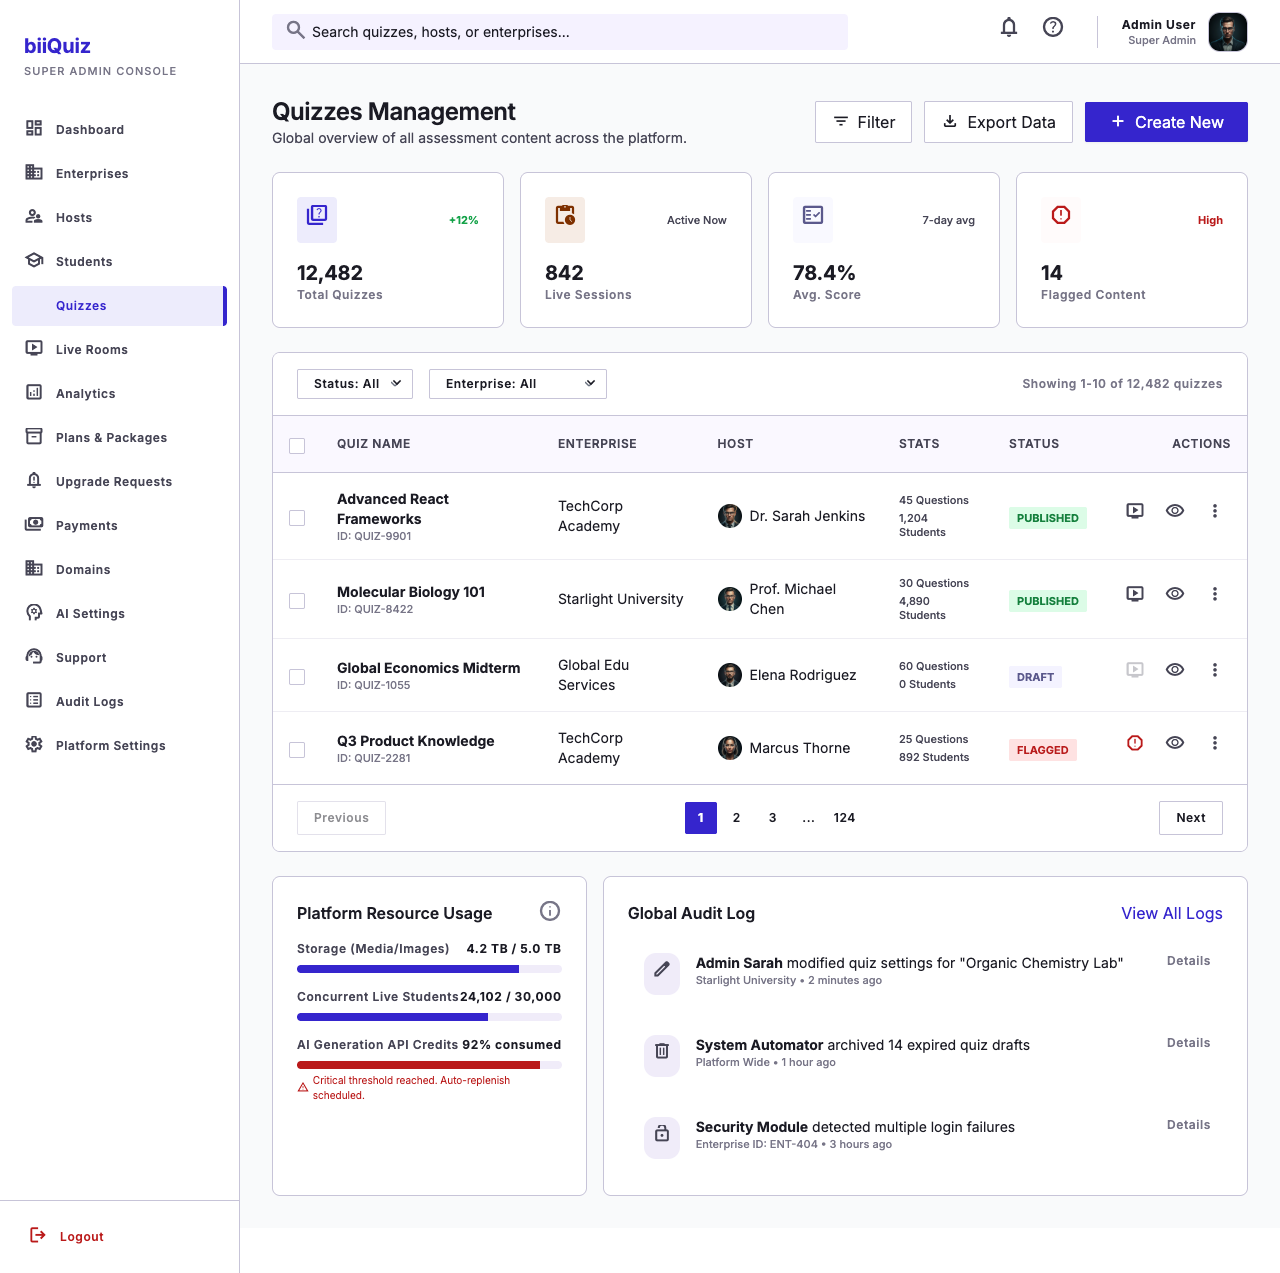 biiQuiz
SUPER ADMIN CONSOLE
Dashboard
Enterprises
Hosts
Students
Quizzes
Live Rooms
Analytics
Plans & Packages
Upgrade Requests
Payments
Domains
AI Settings
Support
Audit Logs
Platform Settings
Logout
Search quizzes, hosts, or enterprises...
Admin User
Super Admin
Quizzes Management
Global overview of all assessment content across the platform.
Filter
Export Data
Create New
+12%
12,482
Total Quizzes
Active Now
842
Live Sessions
7-day avg
78.4%
Avg. Score
High
14
Flagged Content
Status: All
Enterprise: All
Showing 1-10 of 12,482 quizzes
QUIZ NAME
ENTERPRISE
HOST
STATS
STATUS
ACTIONS
Advanced React
Frameworks
ID: QUIZ-9901
TechCorp
Academy
Dr. Sarah Jenkins
45 Questions
1,204
Students
PUBLISHED
Molecular Biology 101
ID: QUIZ-8422
Starlight University
Prof. Michael
Chen
30 Questions
4,890
Students
PUBLISHED
Global Economics Midterm
ID: QUIZ-1055
Global Edu
Services
Elena Rodriguez
60 Questions
0 Students
DRAFT
Q3 Product Knowledge
ID: QUIZ-2281
TechCorp
Academy
Marcus Thorne
25 Questions
892 Students
FLAGGED
Previous
1
2
3
...
124
Next
Platform Resource Usage
Storage (Media/Images)
4.2 TB / 5.0 TB
Concurrent Live Students
24,102 / 30,000
AI Generation API Credits
92% consumed
Critical threshold reached. Auto-replenish
scheduled.
Global Audit Log
View All Logs
Admin Sarah modified quiz settings for "Organic Chemistry Lab"
Starlight University • 2 minutes ago
Details
System Automator archived 14 expired quiz drafts
Platform Wide • 1 hour ago
Details
Security Module detected multiple login failures
Enterprise ID: ENT-404 • 3 hours ago
Details